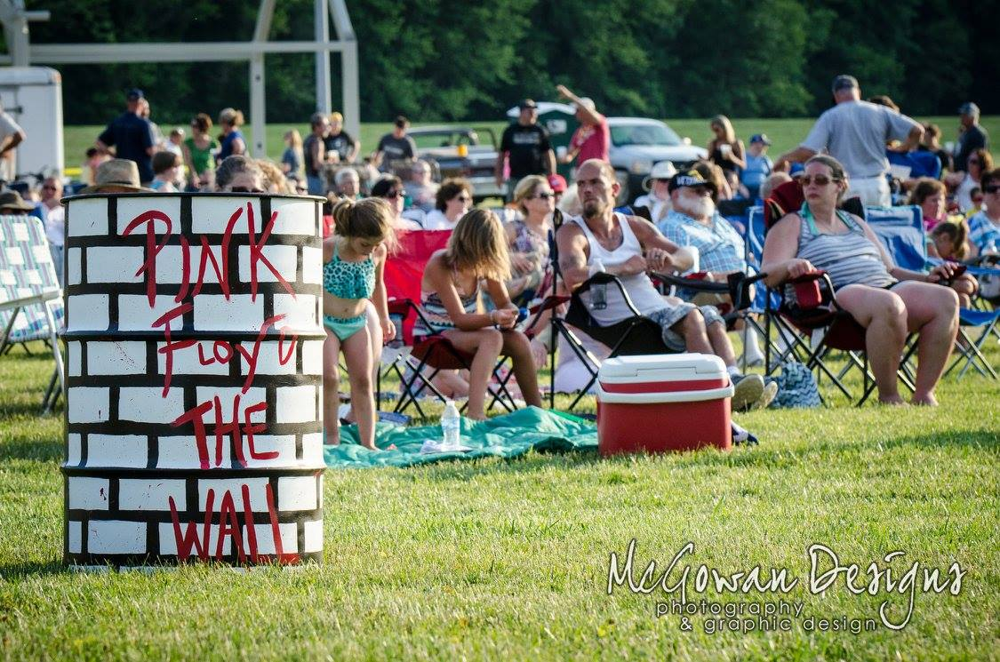 PINK
FLOYD
THE
WALL
McGowan Designs
photography
& graphic design